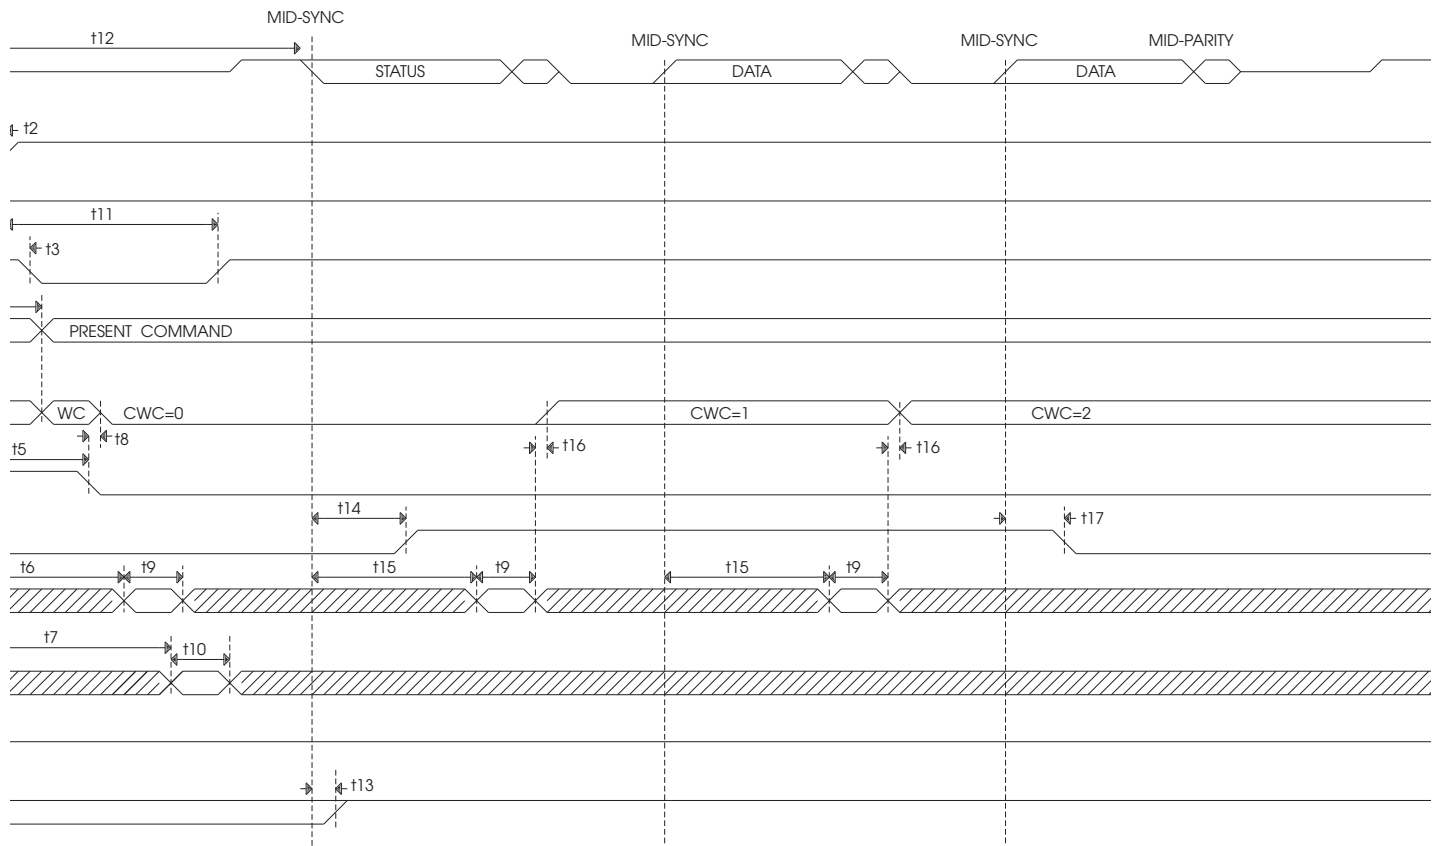 MID-SYNC
t12
MID-SYNC
MID-SYNC
MID-PARITY
STATUS
DATA
DATA
t2
t11
t3
PRESENT COMMAND
WC
CWC=0
CWC=1
CWC=2
t8
t5
t16
t16
t14
t17
t6
t9
t15
t9
t15
t9
t7
t10
t13